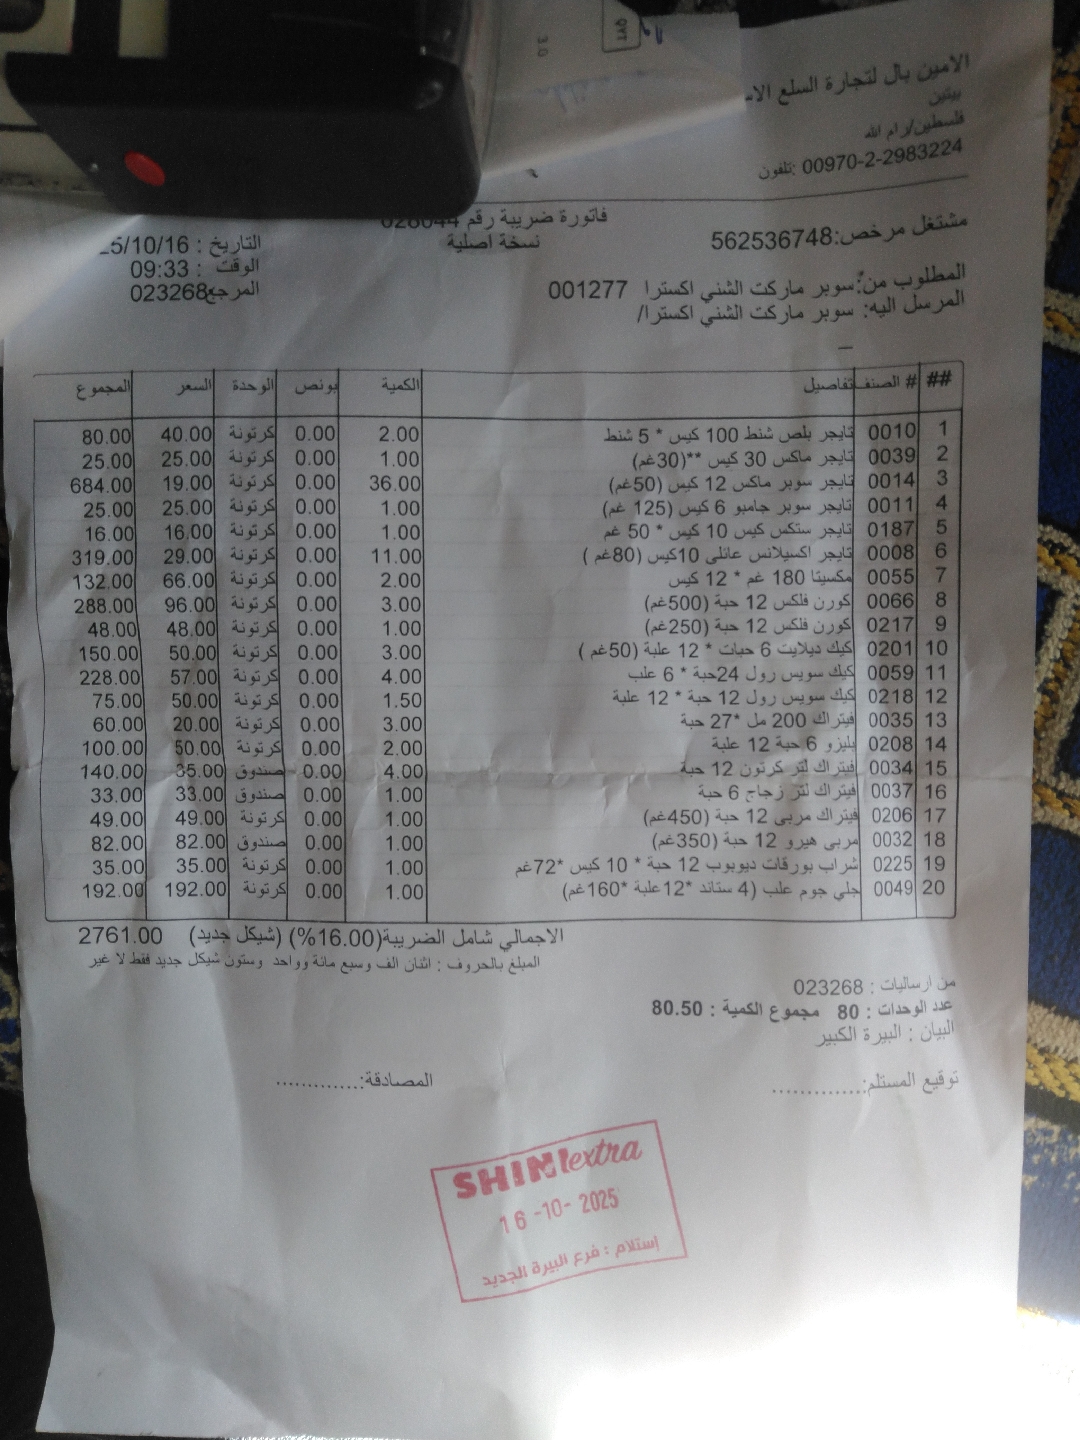 QYT
3.0
الامين بال لتجارة السلع الا
بيتين
فلسطين/رام الله
تلفون: 00970-2-2983224
فاتورة ضريبة رقم 028044
نسخة اصلية
مشتغل مرخص:562536748
التاريخ : 25/10/16
الوقت : 09:33
المرجع023268
المطلوب من:سوبر ماركت الشني اكسترا 001277
المرسل اليه: سوبر ماركت الشني اكسترا/
## # الصنف تفاصيل الكمية بونص الوحدة السعر المجموع
1 0010 تايجر بلص شنط 100 كيس * 5 شنط 2.00 0.00 كرتونة 40.00 80.00
2 0039 تايجر ماكس 30 كيس **(30غم) 1.00 0.00 كرتونة 25.00 25.00
3 0014 تايجر سوبر ماكس 12 كيس (50غم) 36.00 0.00 كرتونة 19.00 684.00
4 0011 تايجر سوبر جامبو 6 كيس (125 غم) 1.00 0.00 كرتونة 25.00 25.00
5 0187 تايجر ستكس كيس 10 كيس * 50 غم 1.00 0.00 كرتونة 16.00 16.00
6 0008 تايجر اكسيلانس عائلى 10كيس (80غم ) 11.00 0.00 كرتونة 29.00 319.00
7 0055 مكسيتا 180 غم * 12 كيس 2.00 0.00 كرتونة 66.00 132.00
8 0066 كورن فلكس 12 حبة (500غم) 3.00 0.00 كرتونة 96.00 288.00
9 0217 كورن فلكس 12 حبة (250غم) 1.00 0.00 كرتونة 48.00 48.00
10 0201 كيك ديلايت 6 حبات * 12 علبة (50غم ) 3.00 0.00 كرتونة 50.00 150.00
11 0059 كيك سويس رول 24حبة * 6 علب 4.00 0.00 كرتونة 57.00 228.00
12 0218 كيك سويس رول 12 حبة * 12 علبة 1.50 0.00 كرتونة 50.00 75.00
13 0035 فيتراك 200 مل *27 حبة 3.00 0.00 كرتونة 20.00 60.00
14 0208 بليزو 6 حبة 12 علبة 2.00 0.00 كرتونة 50.00 100.00
15 0034 فيتراك لتر كرتون 12 حبة 4.00 0.00 صندوق 35.00 140.00
16 0037 فيتراك لتر زجاج 6 حبة 1.00 0.00 صندوق 33.00 33.00
17 0206 فيتراك مربى 12 حبة (450غم) 1.00 0.00 كرتونة 49.00 49.00
18 0032 مربى هيرو 12 حبة (350غم) 1.00 0.00 صندوق 82.00 82.00
19 0225 شراب بورقات ديوبوب 12 حبة * 10 كيس *72غم 1.00 0.00 كرتونة 35.00 35.00
20 0049 جلي جوم علب (4 ستاند *12علبة *160غم) 1.00 0.00 كرتونة 192.00 192.00
الاجمالي شامل الضريبة(16.00%) (شيكل جديد) 2761.00
المبلغ بالحروف : اثنان الف وسبع مائة وواحد وستون شيكل جديد فقط لا غير
من ارساليات : 023268
عدد الوحدات : 80 مجموع الكمية : 80.50
البيان : البيرة الكبير
توقيع المستلم:.............. المصادقة:..............
SHINI extra
16 -10- 2025
إستلام : فرع البيرة الجديد